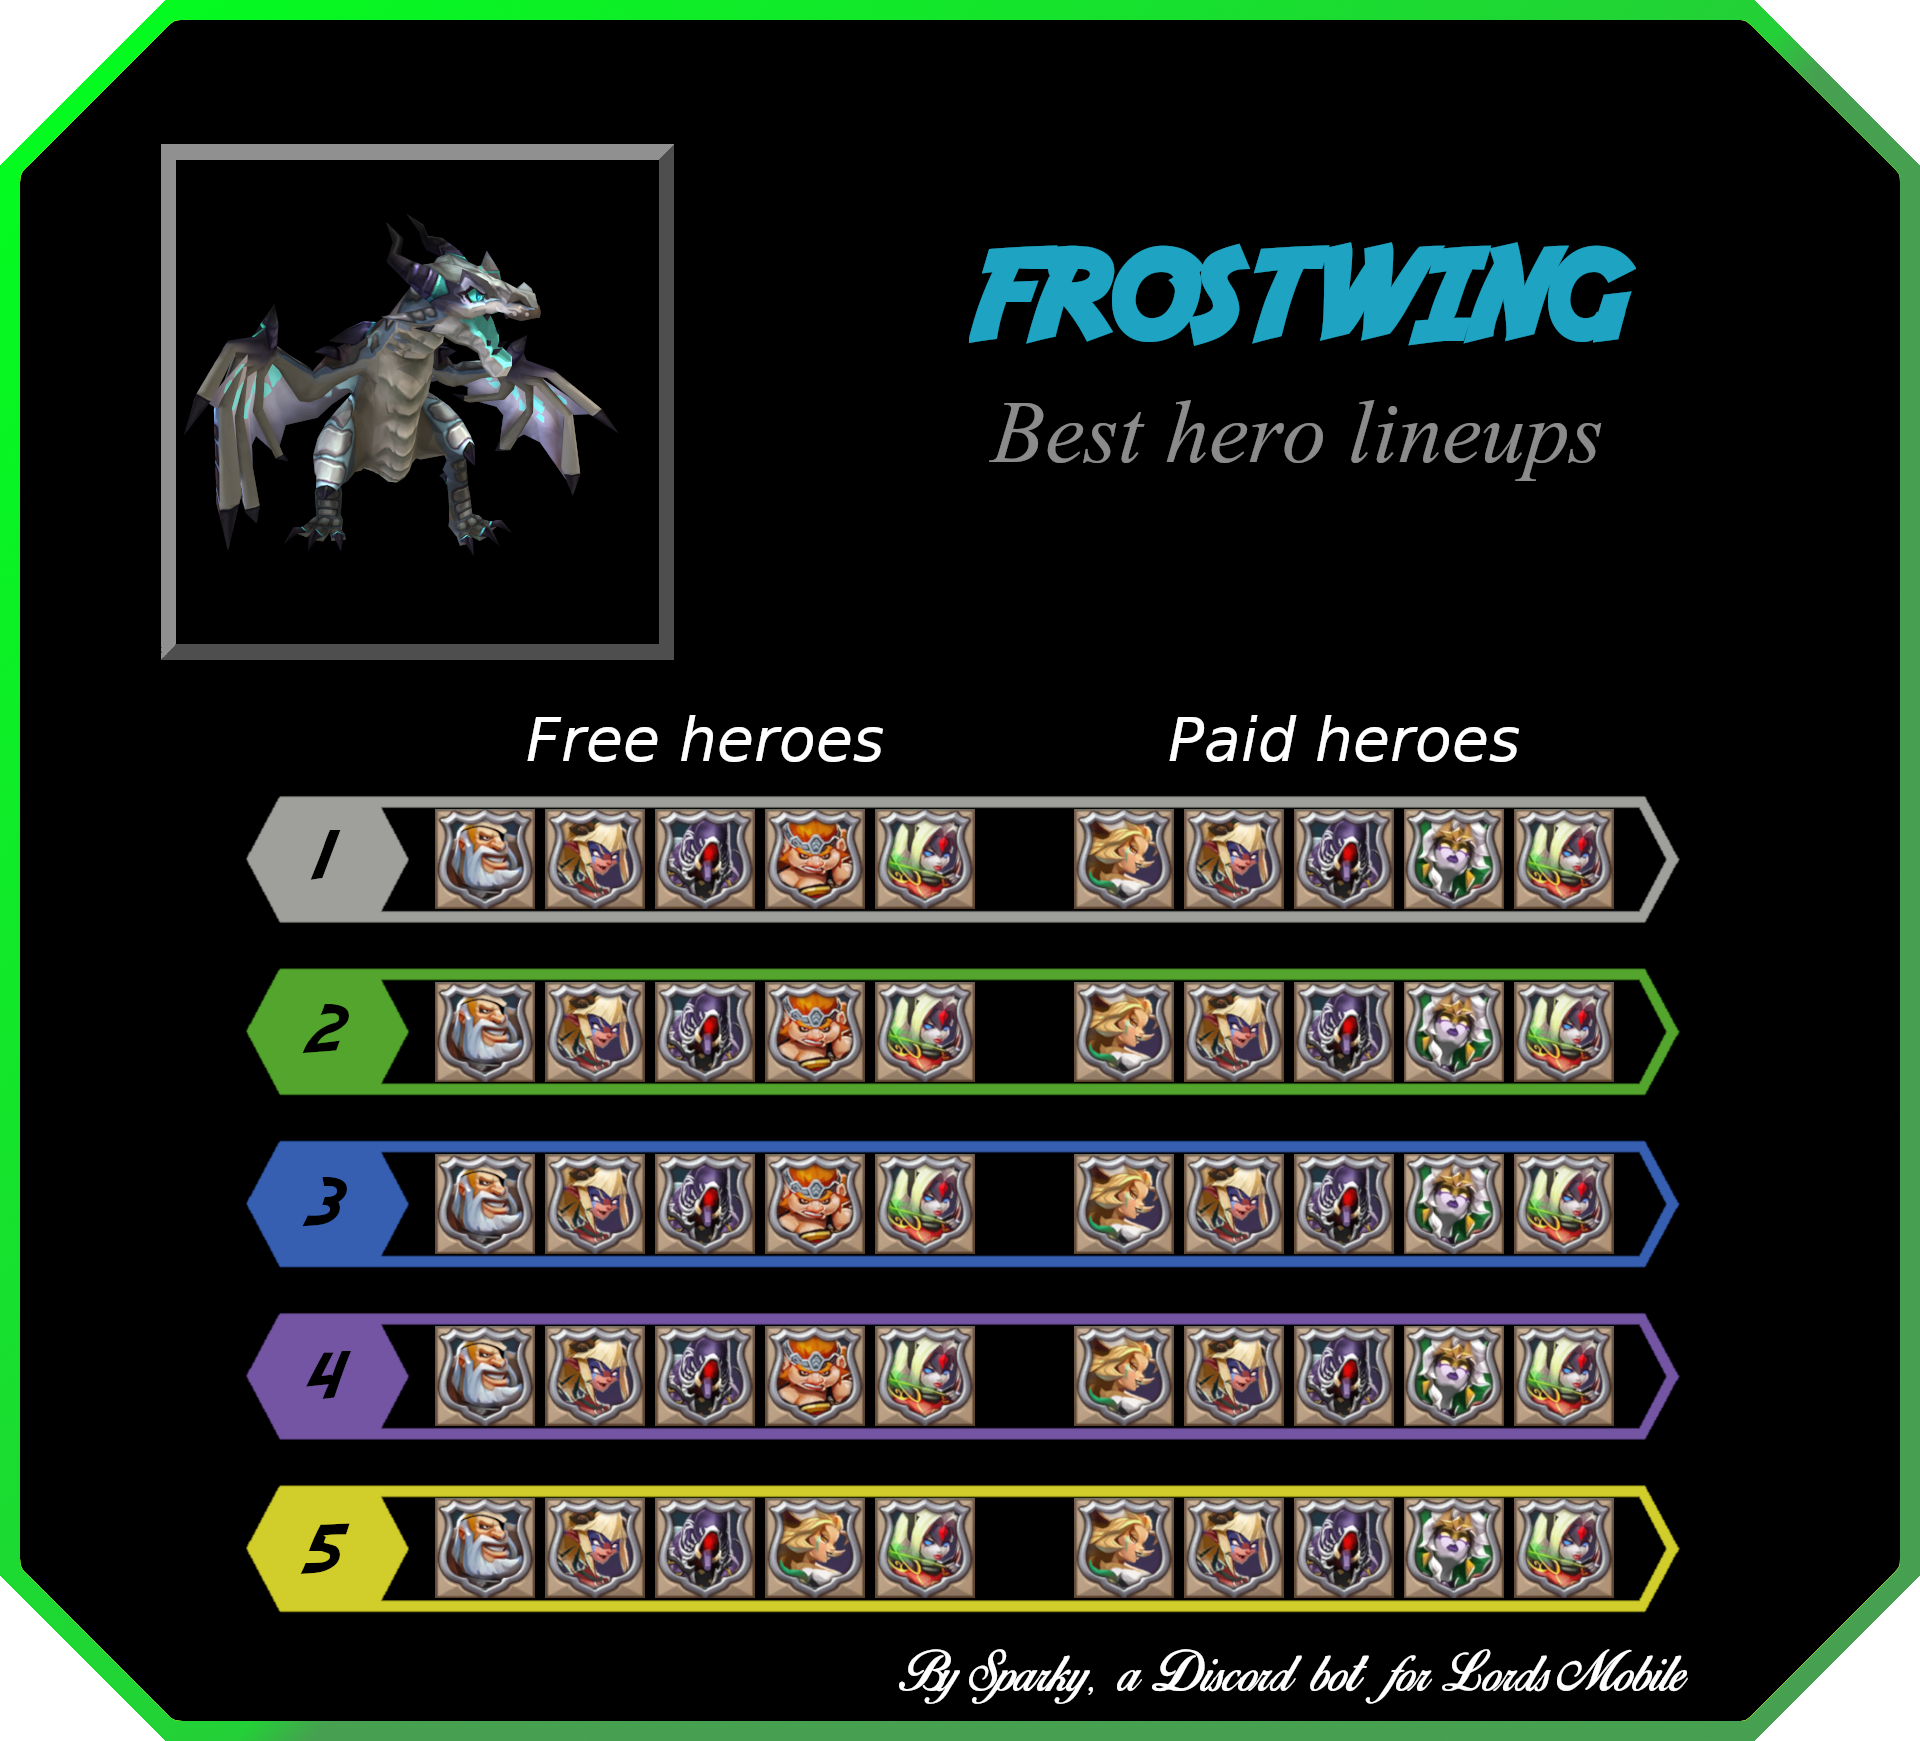 FROSTWING
Best hero lineups
Free heroes
Paid heroes
1
2
3
4
5
By Sparky, a Discord bot for Lords Mobile